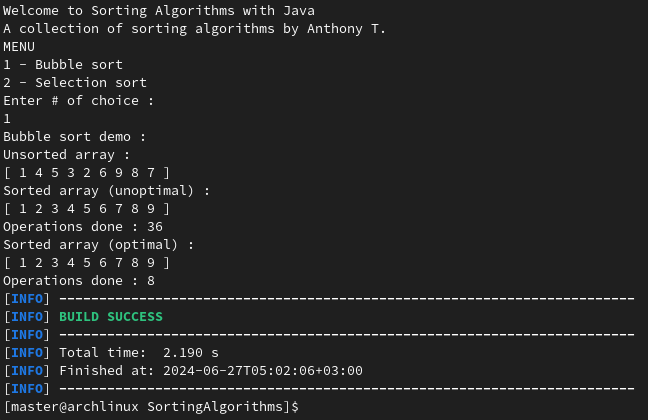 Welcome to Sorting Algorithms with Java
A collection of sorting algorithms by Anthony T.
MENU
1 - Bubble sort
2 - Selection sort
Enter # of choice :
1
Bubble sort demo :
Unsorted array :
[ 1 4 5 3 2 6 9 8 7 ]
Sorted array (unoptimal) :
[ 1 2 3 4 5 6 7 8 9 ]
Operations done : 36
Sorted array (optimal) :
[ 1 2 3 4 5 6 7 8 9 ]
Operations done : 8
[INFO] ------------------------------------------------------------------------
[INFO] BUILD SUCCESS
[INFO] ------------------------------------------------------------------------
[INFO] Total time:  2.190 s
[INFO] Finished at: 2024-06-27T05:02:06+03:00
[INFO] ------------------------------------------------------------------------
[master@archlinux SortingAlgorithms]$